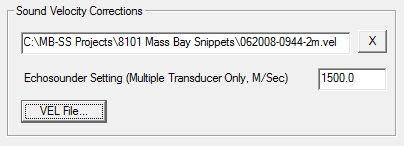 Sound Velocity Corrections
C:\MB-SS Projects\8101 Mass Bay Snippets\062008-0944-2m.vel
X
Echosounder Setting (Multiple Transducer Only, M/Sec)
1500.0
VEL File...